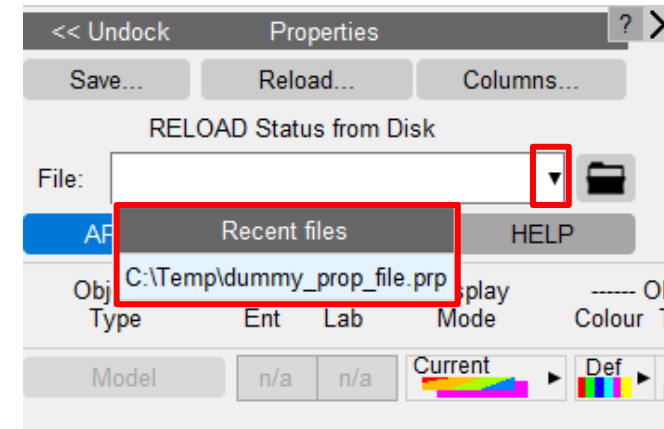 << Undock Properties ?
Save... Reload... Columns...
RELOAD Status from Disk
File:
Recent files HELP
C:\Temp\dummy_prop_file.prp
Type Ent Lab Mode Colour
Model n/a n/a Current Def